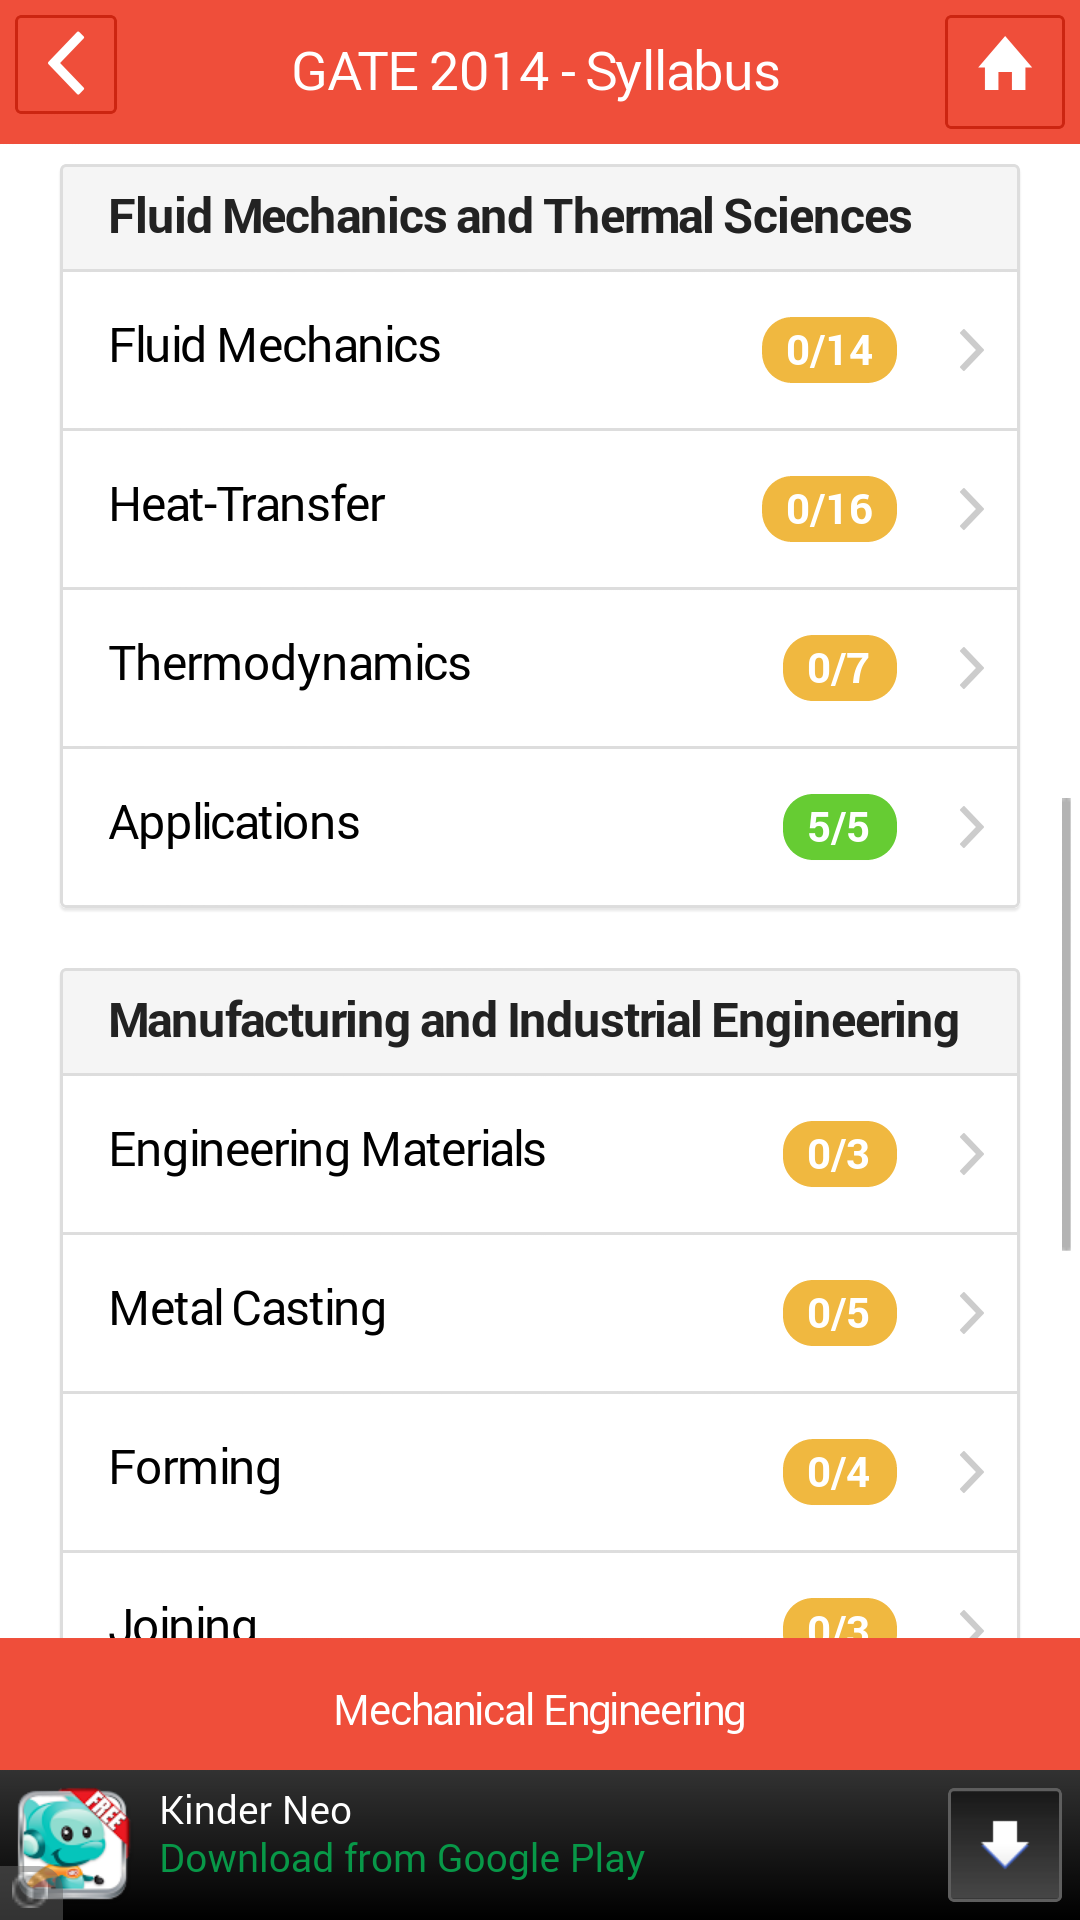 GATE 2014 - Syllabus
Fluid Mechanics and Thermal Sciences
Fluid Mechanics 0/14
Heat-Transfer 0/16
Thermodynamics 0/7
Applications 5/5
Manufacturing and Industrial Engineering
Engineering Materials 0/3
Metal Casting 0/5
Forming 0/4
Joining 0/3
Mechanical Engineering
FREE
Kinder Neo
Download from Google Play